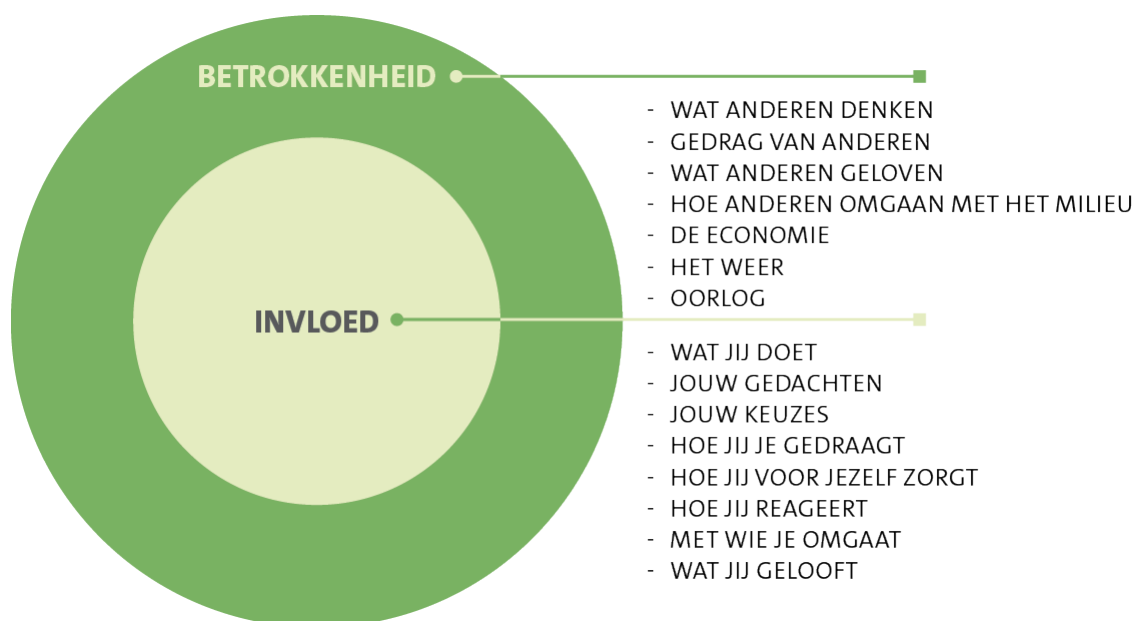 BETROKKENHEID
- WAT ANDEREN DENKEN
- GEDRAG VAN ANDEREN
- WAT ANDEREN GELOVEN
- HOE ANDEREN OMGAAN MET HET MILIEU
- DE ECONOMIE
- HET WEER
- OORLOG
INVLOED
- WAT JIJ DOET
- JOUW GEDACHTEN
- JOUW KEUZES
- HOE JIJ JE GEDRAAGT
- HOE JIJ VOOR JEZELF ZORGT
- HOE JIJ REAGEERT
- MET WIE JE OMGAAT
- WAT JIJ GELOOFT